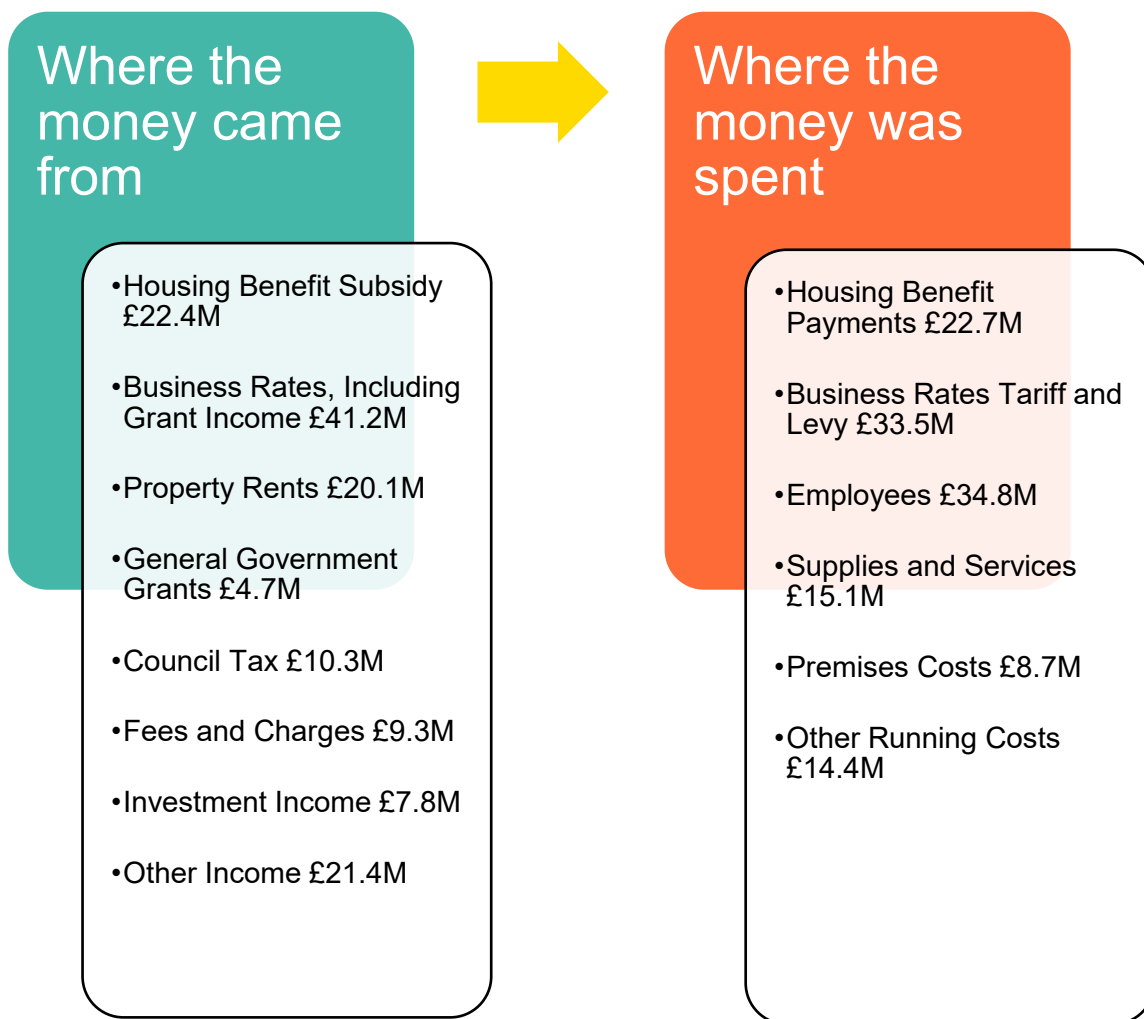 Where the
money came
from
•Housing Benefit Subsidy
£22.4M
•Business Rates, Including
Grant Income £41.2M
•Property Rents £20.1M
•General Government
Grants £4.7M
•Council Tax £10.3M
•Fees and Charges £9.3M
•Investment Income £7.8M
•Other Income £21.4M
Where the
money was
spent
•Housing Benefit
Payments £22.7M
•Business Rates Tariff and
Levy £33.5M
•Employees £34.8M
•Supplies and Services
£15.1M
•Premises Costs £8.7M
•Other Running Costs
£14.4M